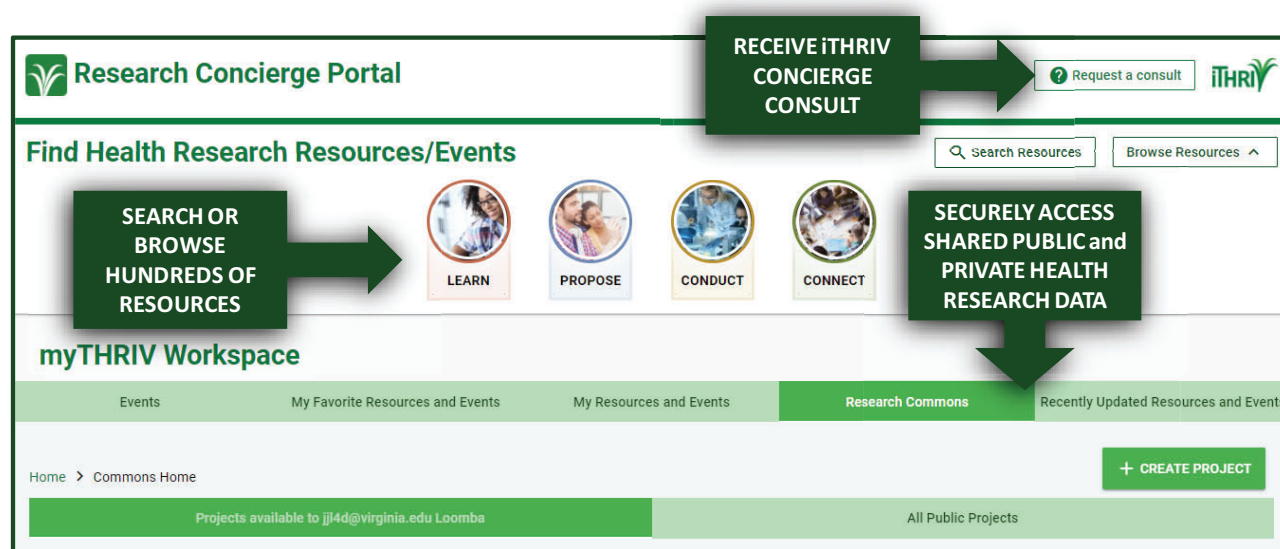 RECEIVE iTHRIV
CONCIERGE
CONSULT
Research Concierge Portal
Request a consult
iTHRIV
Find Health Research Resources/Events
Search Resources
Browse Resources
SEARCH OR
BROWSE
HUNDREDS OF
RESOURCES
LEARN
PROPOSE
CONDUCT
CONNECT
SECURELY ACCESS
SHARED PUBLIC and
PRIVATE HEALTH
RESEARCH DATA
myTHRIV Workspace
Events
My Favorite Resources and Events
My Resources and Events
Research Commons
Recently Updated Resources and Events
Home > Commons Home
+ CREATE PROJECT
Projects available to jjl4d@virginia.edu Loomba
All Public Projects